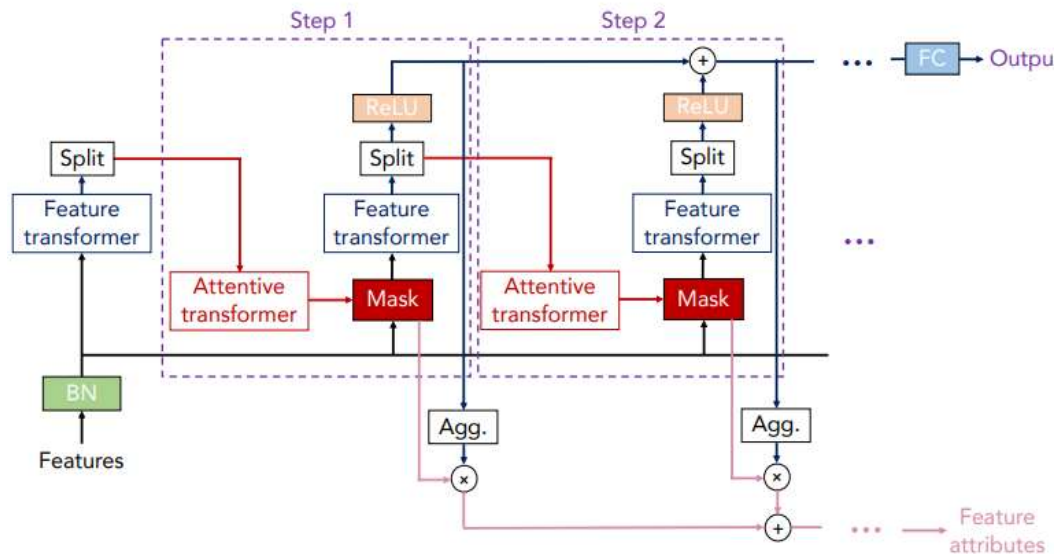 Step 1
Step 2
FC
Outpu
ReLU
ReLU
Split
Split
Split
Feature
transformer
Feature
transformer
Feature
transformer
Attentive
transformer
Mask
Attentive
transformer
Mask
BN
Agg.
Agg.
Features
Feature
attributes